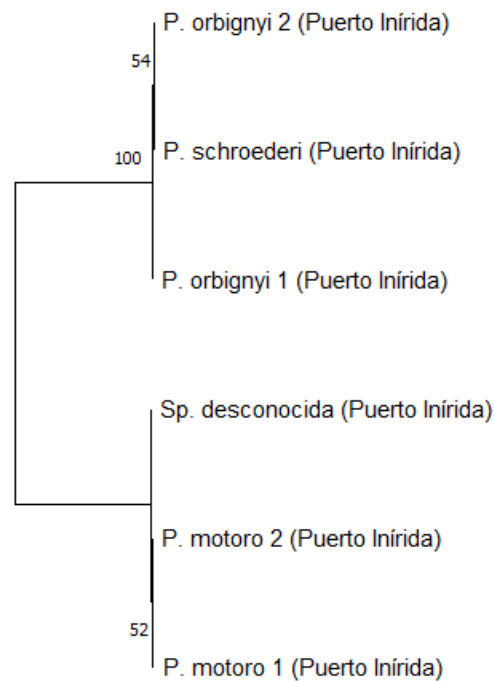 P. orbignyi 2 (Puerto Inírida)
54
100
P. schroederi (Puerto Inírida)
P. orbignyi 1 (Puerto Inírida)
Sp. desconocida (Puerto Inírida)
P. motoro 2 (Puerto Inírida)
52
P. motoro 1 (Puerto Inírida)